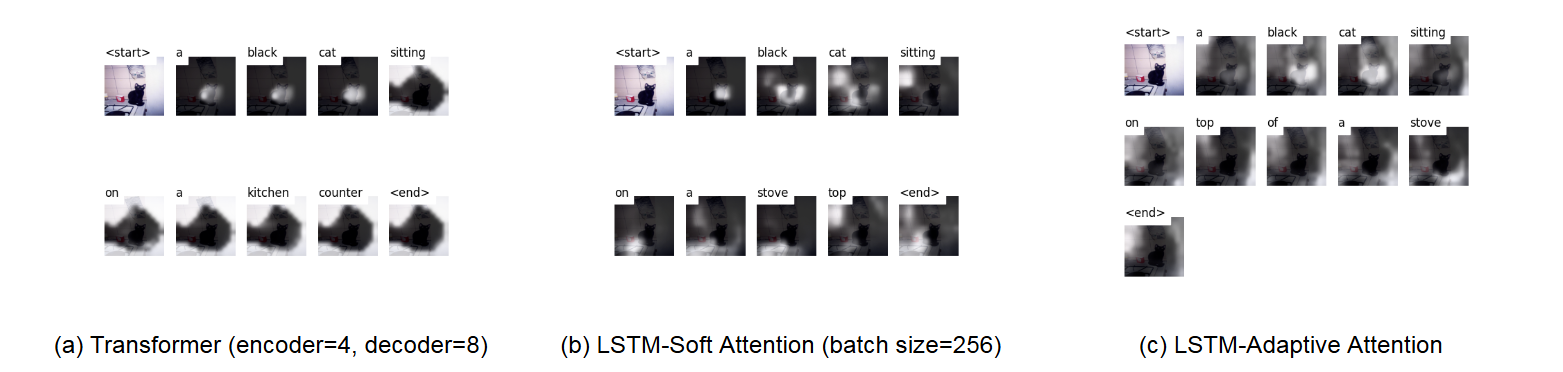 <start> a black cat sitting
on a kitchen counter <end>
(a) Transformer (encoder=4, decoder=8)
<start> a black cat sitting
on a stove top <end>
(b) LSTM-Soft Attention (batch size=256)
<start> a black cat sitting
on top of a stove
<end>
(c) LSTM-Adaptive Attention